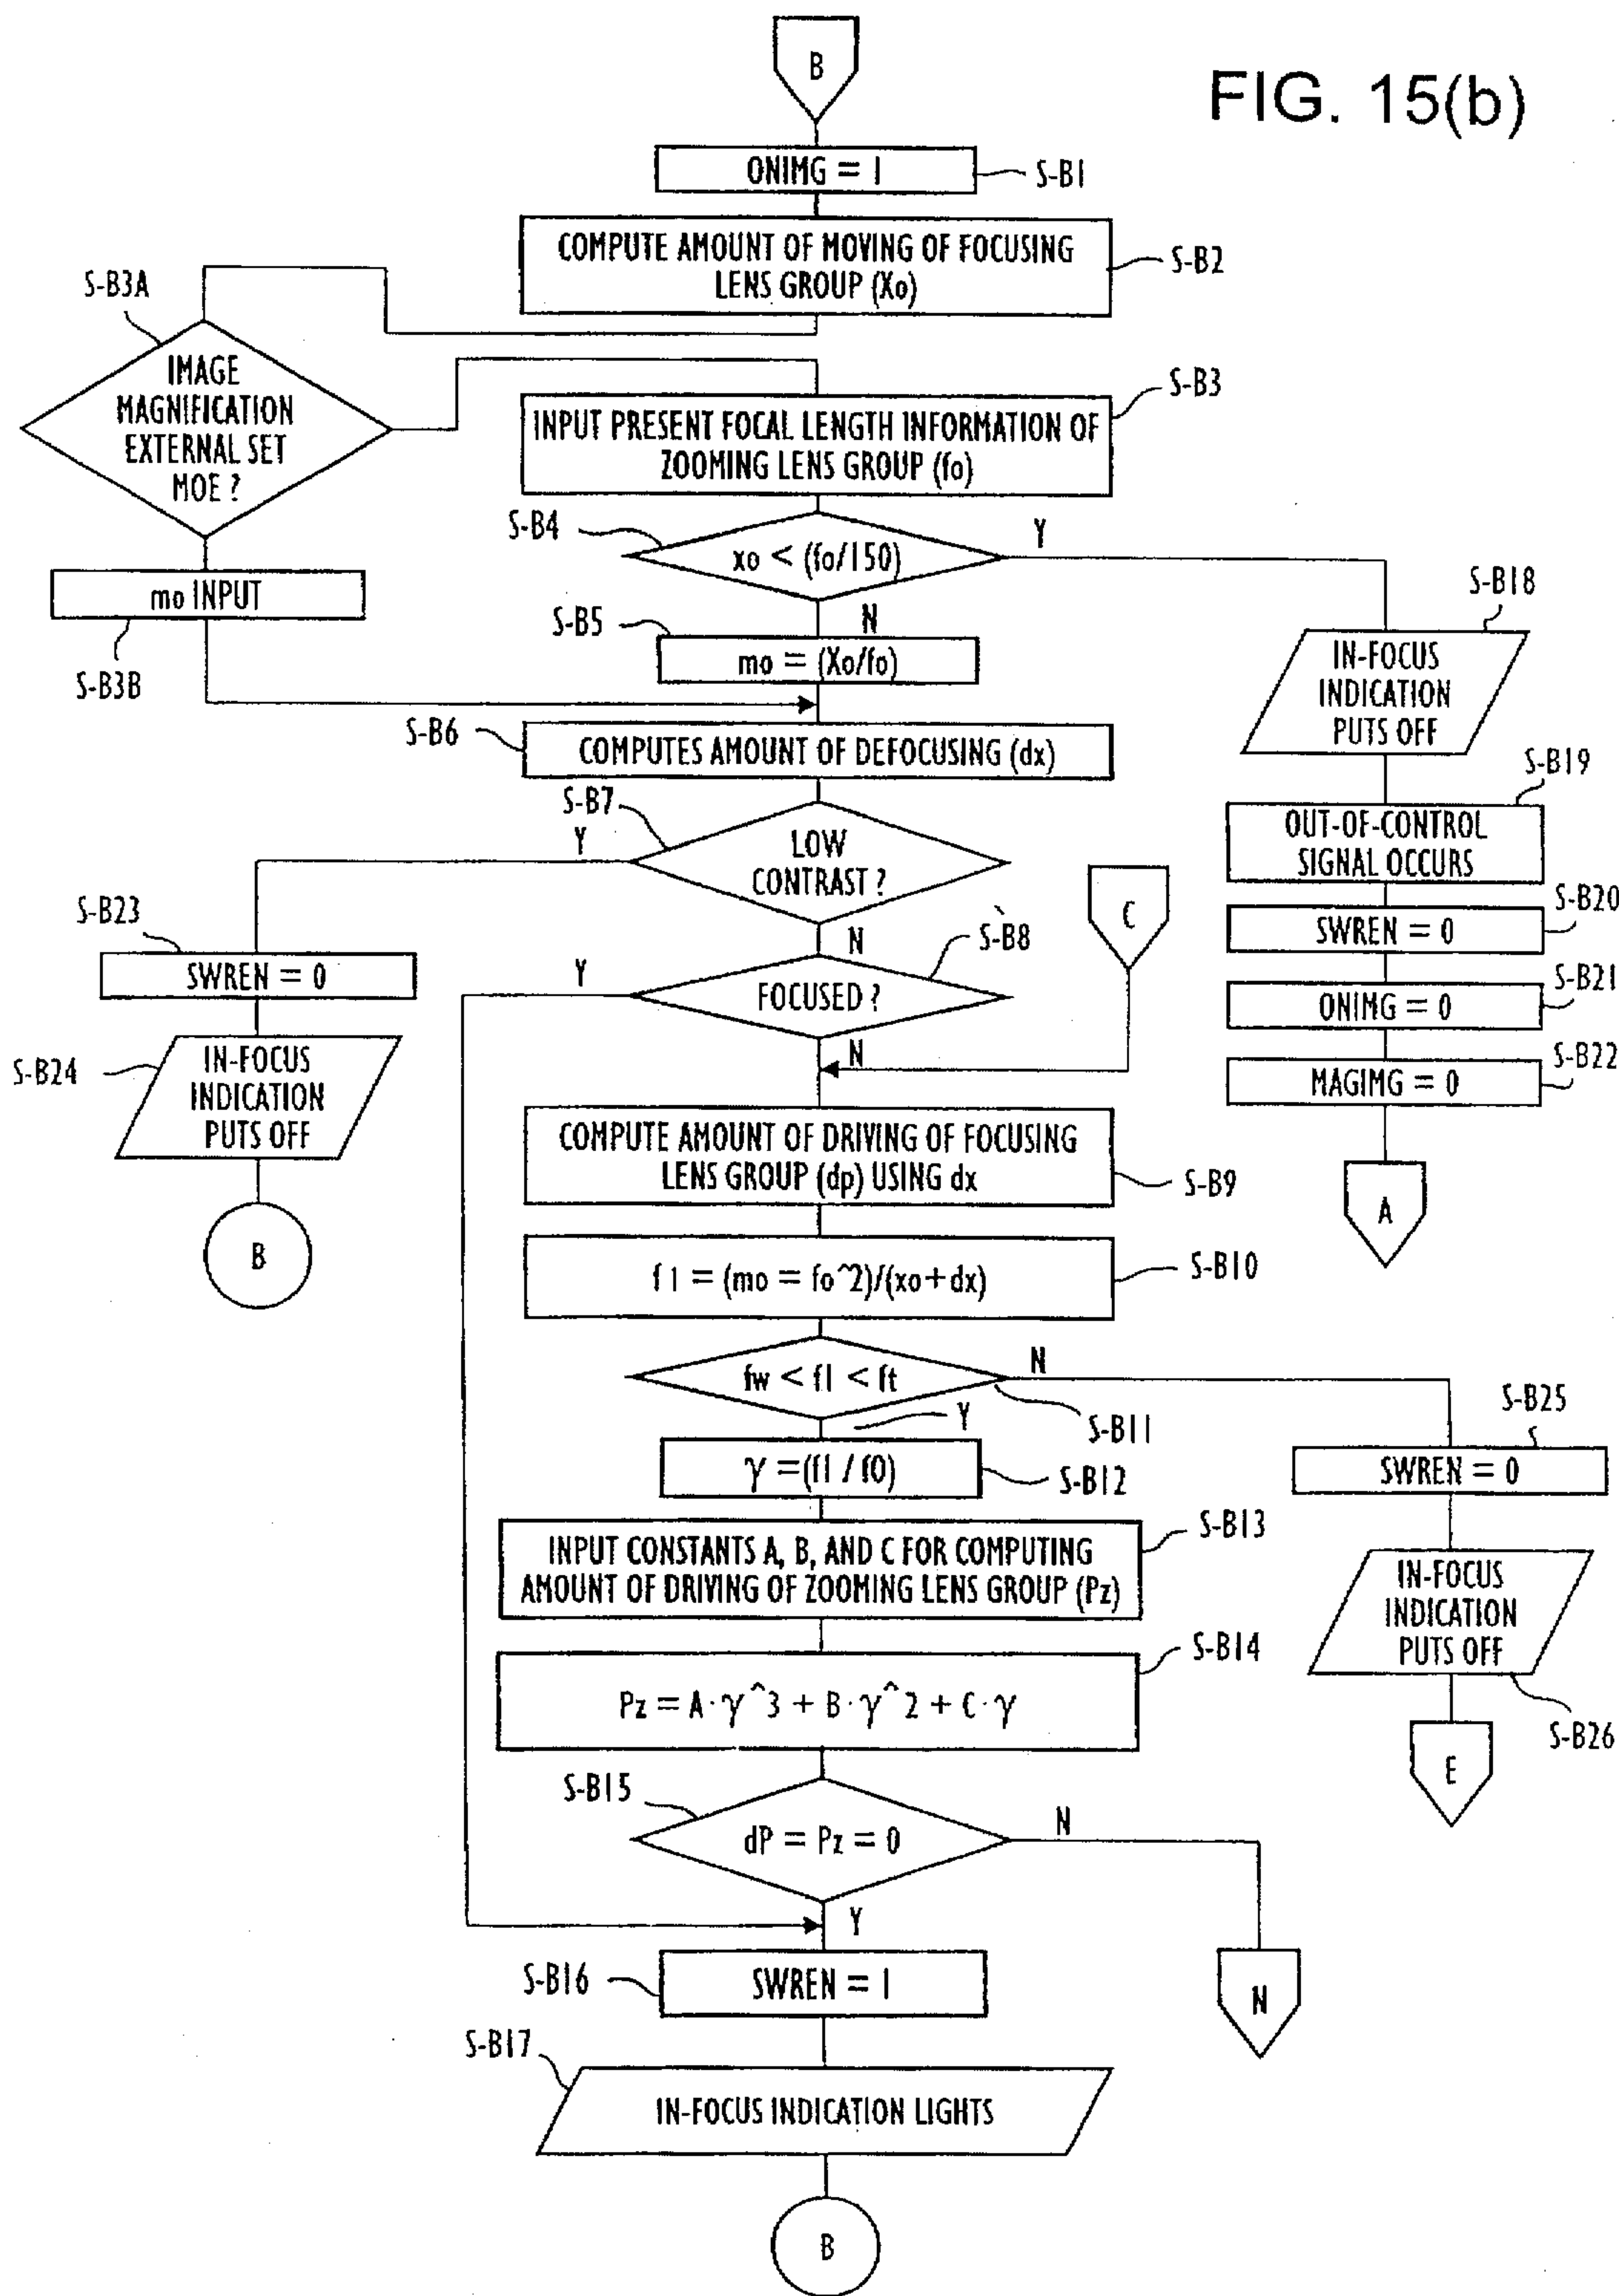 B
FIG. 15(b)
ONIMG = 1
S-B1
COMPUTE AMOUNT OF MOVING OF FOCUSING
LENS GROUP (Xo)
S-B2
S-B3A
IMAGE
MAGNIFICATION
EXTERNAL SET
MOE ?
S-B3
INPUT PRESENT FOCAL LENGTH INFORMATION OF
ZOOMING LENS GROUP (fo)
S-B4
xo < (fo/150)
Y
N
mo INPUT
S-B3B
S-B5
mo = (Xo/fo)
S-B18
IN-FOCUS
INDICATION
PUTS OFF
S-B6
COMPUTES AMOUNT OF DEFOCUSING (dx)
S-B19
OUT-OF-CONTROL
SIGNAL OCCURS
S-B7
Y
LOW
CONTRAST ?
N
C
S-B20
SWREN = 0
S-B23
SWREN = 0
S-B8
Y
FOCUSED ?
N
S-B21
ONIMG = 0
S-B24
IN-FOCUS
INDICATION
PUTS OFF
S-B22
MAGIMG = 0
COMPUTE AMOUNT OF DRIVING OF FOCUSING
LENS GROUP (dp) USING dx
S-B9
A
B
f1 = (mo = fo^2)/(xo+dx)
S-B10
fw < f1 < ft
N
S-B11
Y
S-B25
SWREN = 0
γ =(f1 / f0)
S-B12
S-B13
INPUT CONSTANTS A, B, AND C FOR COMPUTING
AMOUNT OF DRIVING OF ZOOMING LENS GROUP (Pz)
IN-FOCUS
INDICATION
PUTS OFF
S-B14
Pz = A·γ^3 + B·γ^2 + C·γ
S-B26
E
S-B15
dP = Pz = 0
N
Y
S-B16
SWREN = 1
N
S-B17
IN-FOCUS INDICATION LIGHTS
B